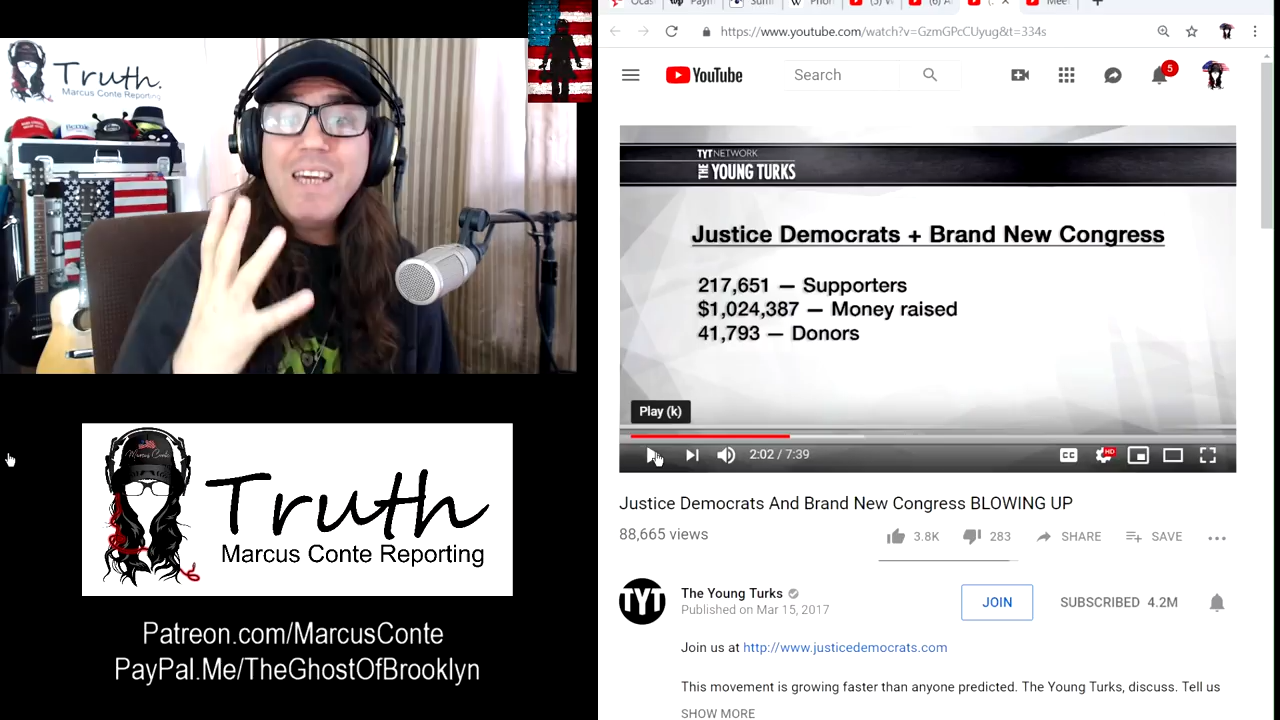 Truth.
Marcus Conte Reporting
Truth
Marcus Conte Reporting
Patreon.com/MarcusConte
PayPal.Me/TheGhostOfBrooklyn
https://www.youtube.com/watch?v=GzmGPcCUyug&t=334s
YouTube
Search
5
TYT NETWORK
THE YOUNG TURKS
Justice Democrats + Brand New Congress
217,651 — Supporters
$1,024,387 — Money raised
41,793 — Donors
Play (k)
2:02 / 7:39
CC
HD
Justice Democrats And Brand New Congress BLOWING UP
88,665 views
3.8K
283
SHARE
SAVE
TYT
The Young Turks
Published on Mar 15, 2017
JOIN
SUBSCRIBED 4.2M
Join us at http://www.justicedemocrats.com
This movement is growing faster than anyone predicted. The Young Turks, discuss. Tell us
SHOW MORE